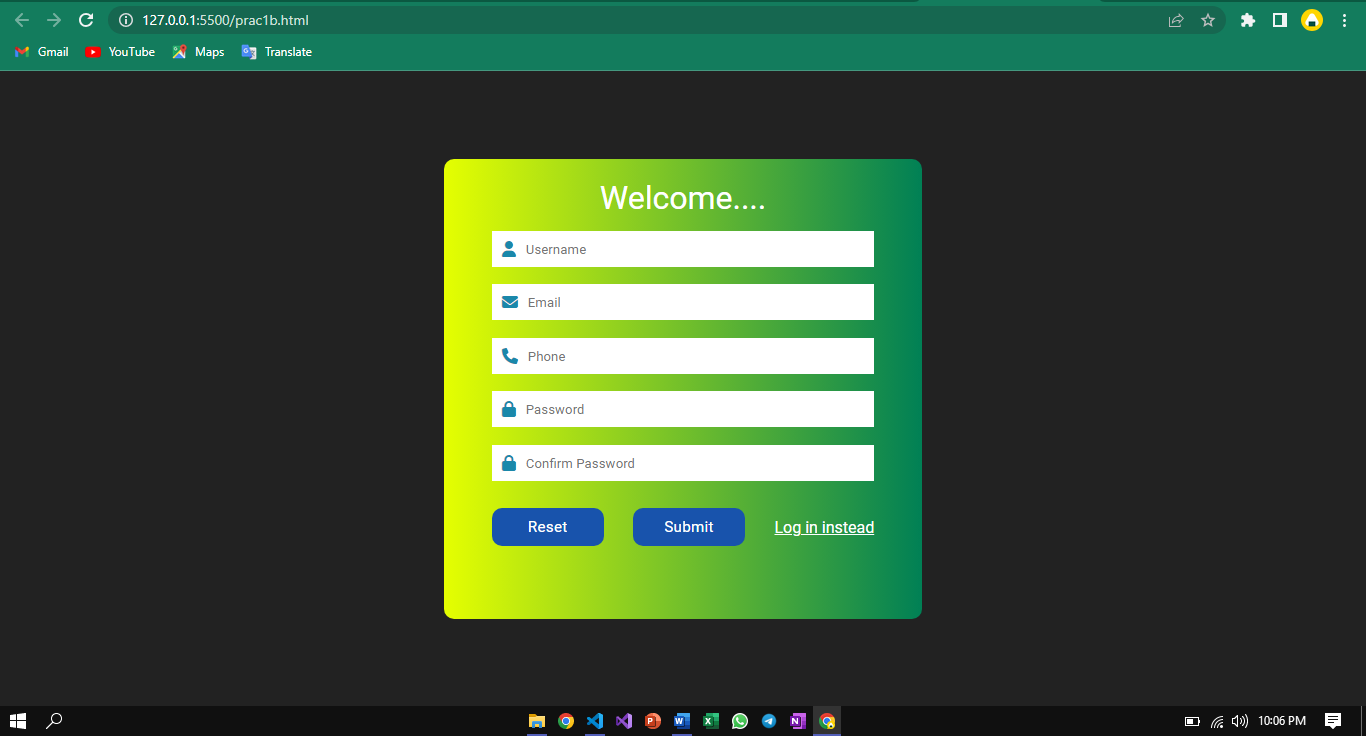 127.0.0.1:5500/prac1b.html
Gmail YouTube Maps Translate
Welcome....
Username
Email
Phone
Password
Confirm Password
Reset Submit Log in instead
10:06 PM